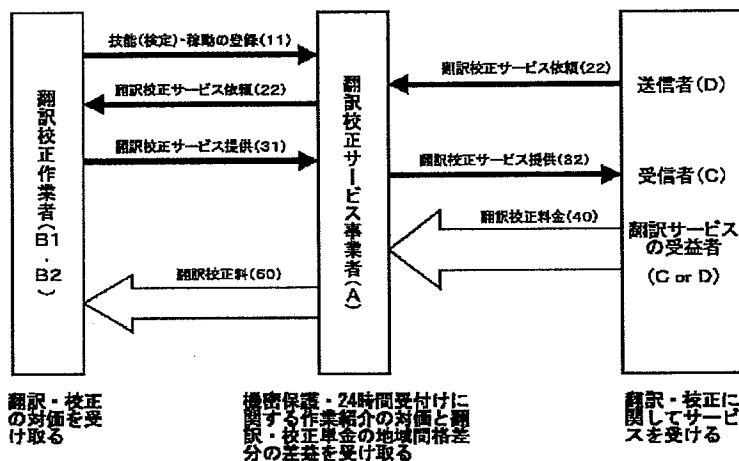 技能(検定)・稼動の登録(11)
翻訳校正サービス依頼(22)
翻訳校正サービス提供(31)
翻訳校正料(50)
翻訳校正作業者(B1・B2)
翻訳校正サービス事業者(A)
翻訳校正サービス依頼(22)
翻訳校正サービス提供(32)
翻訳校正料金(40)
送信者(D)
受信者(C)
翻訳サービス
の受益者
(C or D)
翻訳・校正
の対価を受
け取る
機密保護・24時間の受付けに
関する作業・紹介の対価と翻
訳・校正単金の地域間格差
分の差益を受け取る
翻訳・校正に
関してサービ
スを受ける